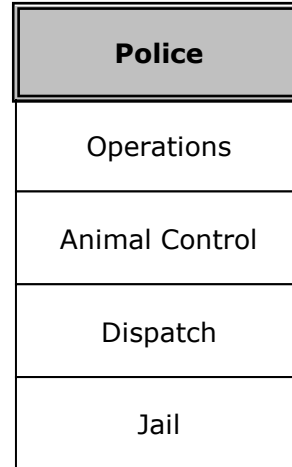 Police
Operations
Animal Control
Dispatch
Jail